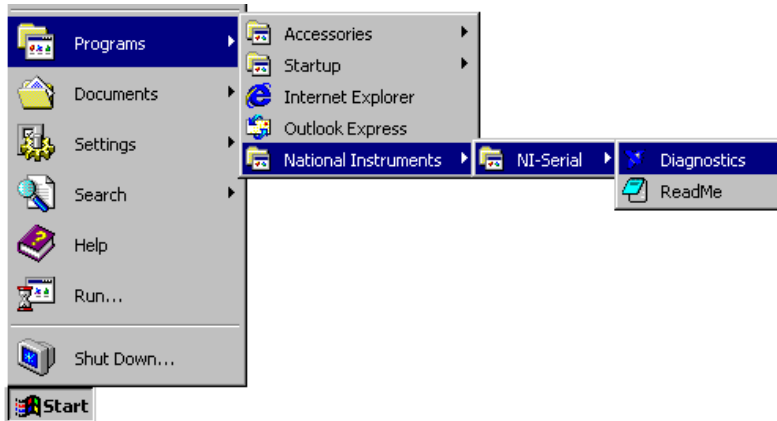 Programs
Documents
Settings
Search
Help
Run...
Shut Down...
Start
Accessories
Startup
Internet Explorer
Outlook Express
National Instruments
NI-Serial
Diagnostics
ReadMe